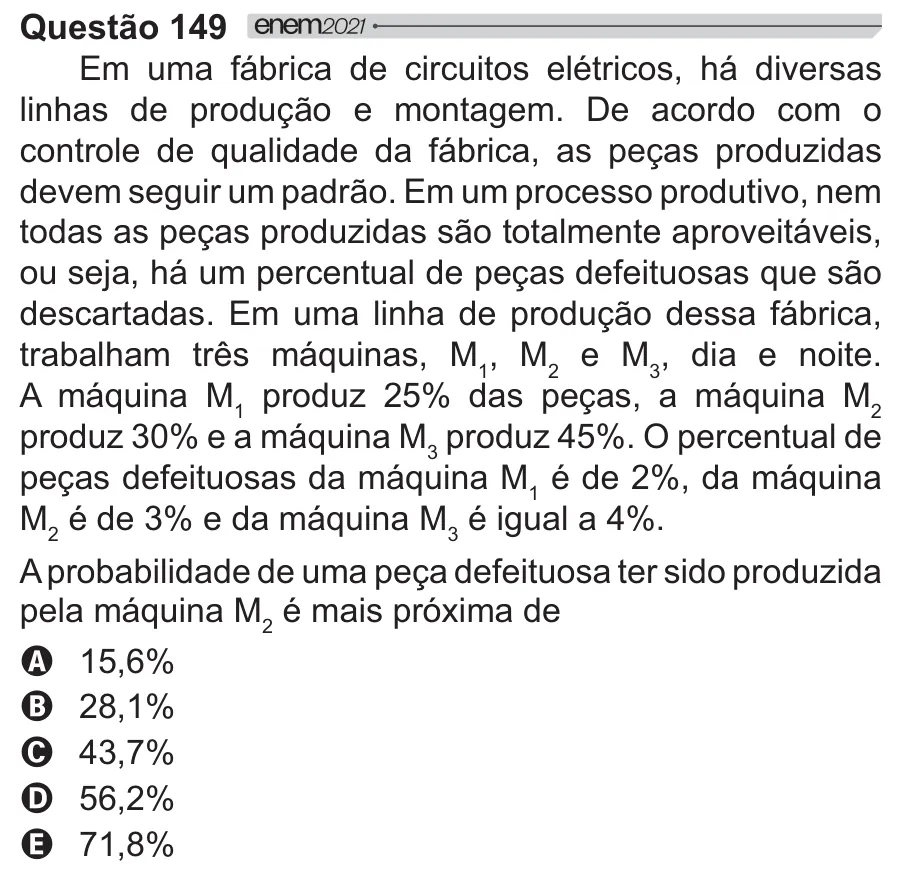 Questão 149 enem2021
Em uma fábrica de circuitos elétricos, há diversas
linhas de produção e montagem. De acordo com o
controle de qualidade da fábrica, as peças produzidas
devem seguir um padrão. Em um processo produtivo, nem
todas as peças produzidas são totalmente aproveitáveis,
ou seja, há um percentual de peças defeituosas que são
descartadas. Em uma linha de produção dessa fábrica,
trabalham três máquinas, M₁, M₂ e M₃, dia e noite.
A máquina M₁ produz 25% das peças, a máquina M₂
produz 30% e a máquina M₃ produz 45%. O percentual de
peças defeituosas da máquina M₁ é de 2%, da máquina
M₂ é de 3% e da máquina M₃ é igual a 4%.
A probabilidade de uma peça defeituosa ter sido produzida
pela máquina M₂ é mais próxima de
A 15,6%
B 28,1%
C 43,7%
D 56,2%
E 71,8%